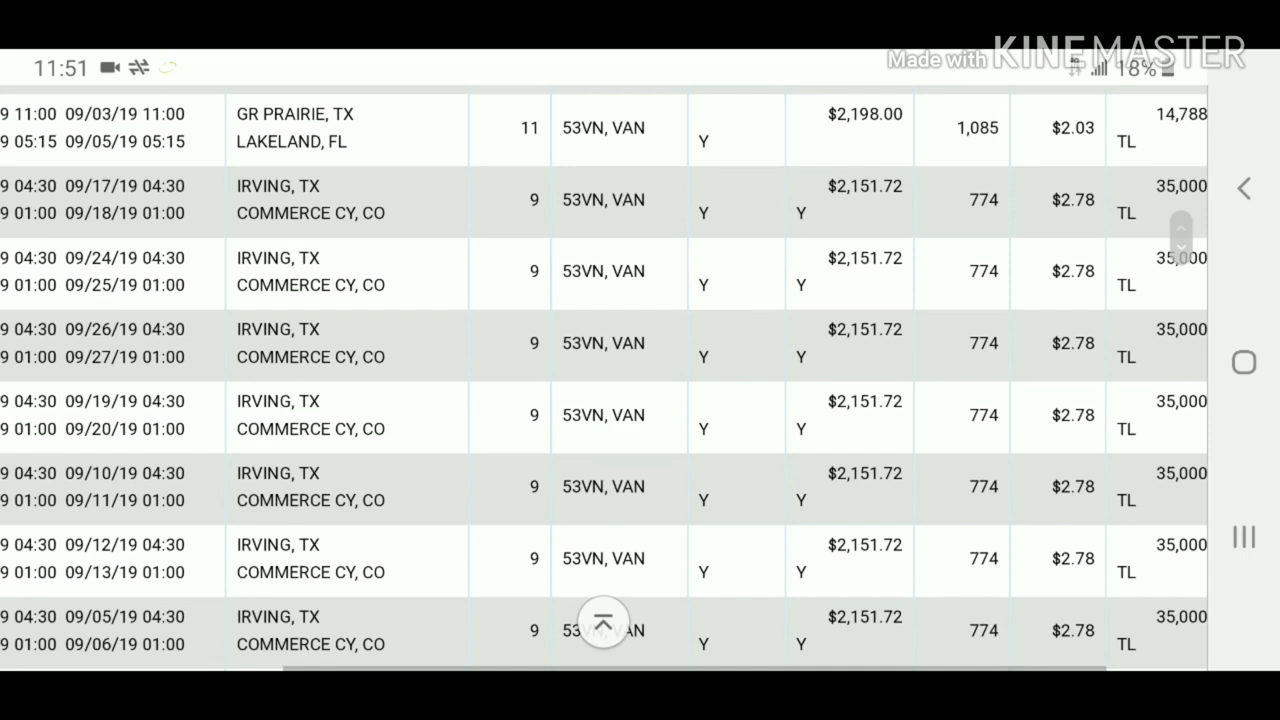 Made with KINEMASTER
11:51 18%
9 11:00 09/03/19 11:00 GR PRAIRIE, TX 11 53VN, VAN $2,198.00 1,085 $2.03 14,788
9 05:15 09/05/19 05:15 LAKELAND, FL Y TL
9 04:30 09/17/19 04:30 IRVING, TX 9 53VN, VAN $2,151.72 774 $2.78 35,000
9 01:00 09/18/19 01:00 COMMERCE CY, CO Y Y TL
9 04:30 09/24/19 04:30 IRVING, TX 9 53VN, VAN $2,151.72 774 $2.78 35,000
9 01:00 09/25/19 01:00 COMMERCE CY, CO Y Y TL
9 04:30 09/26/19 04:30 IRVING, TX 9 53VN, VAN $2,151.72 774 $2.78 35,000
9 01:00 09/27/19 01:00 COMMERCE CY, CO Y Y TL
9 04:30 09/19/19 04:30 IRVING, TX 9 53VN, VAN $2,151.72 774 $2.78 35,000
9 01:00 09/20/19 01:00 COMMERCE CY, CO Y Y TL
9 04:30 09/10/19 04:30 IRVING, TX 9 53VN, VAN $2,151.72 774 $2.78 35,000
9 01:00 09/11/19 01:00 COMMERCE CY, CO Y Y TL
9 04:30 09/12/19 04:30 IRVING, TX 9 53VN, VAN $2,151.72 774 $2.78 35,000
9 01:00 09/13/19 01:00 COMMERCE CY, CO Y Y TL
9 04:30 09/05/19 04:30 IRVING, TX 9 53VN, VAN $2,151.72 774 $2.78 35,000
9 01:00 09/06/19 01:00 COMMERCE CY, CO Y Y TL